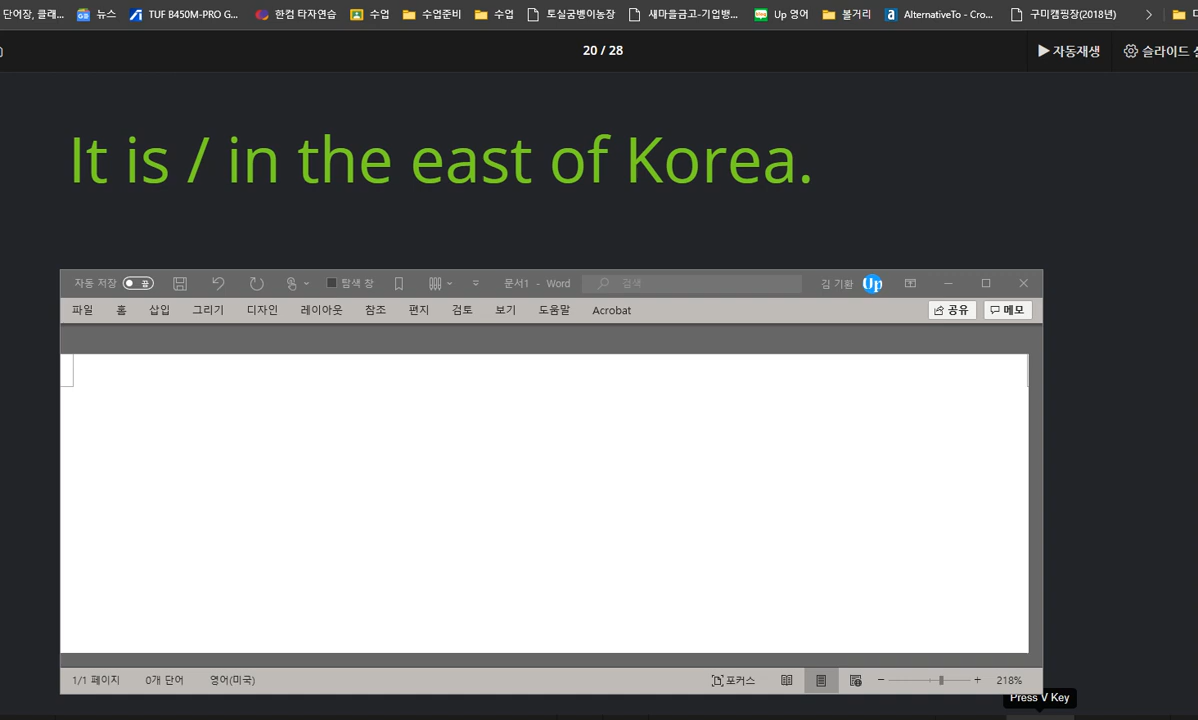 단어장, 클래... 뉴스 TUF B450M-PRO G... 한컴 타자연습 수업 수업준비 수업 토실굼벵이농장 새마을금고-기업뱅... Up 영어 볼거리 AlternativeTo - Cro... 구미캠핑장(2018년)
20 / 28 자동재생 슬라이드
It is / in the east of Korea.
자동 저장 끔 탐색 창 문서1 - Word 검색 김 기환 Up
파일 홈 삽입 그리기 디자인 레이아웃 참조 편지 검토 보기 도움말 Acrobat 공유 메모
1/1 페이지 0개 단어 영어(미국) 포커스 218%
Press V Key